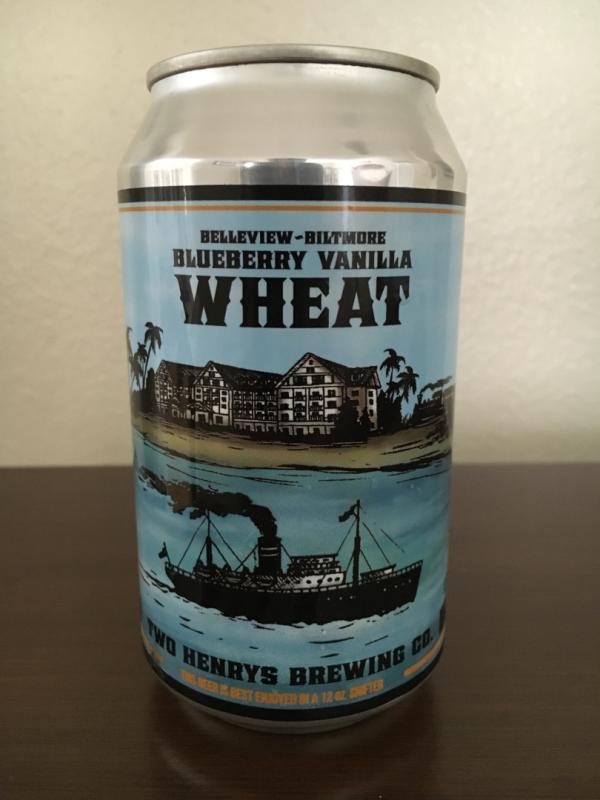 BELLEVIEW-BILTMORE
BLUEBERRY VANILLA
WHEAT
TWO HENRYS BREWING CO.
THIS BEER IS BEST ENJOYED IN A 12 OZ. SNIFTER